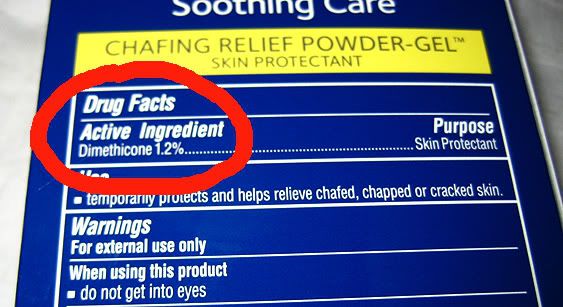 Soothing Care
CHAFING RELIEF POWDER-GEL™
SKIN PROTECTANT
Drug Facts
Active Ingredient Purpose
Dimethicone 1.2%............................................Skin Protectant
Use
▪ temporarily protects and helps relieve chafed, chapped or cracked skin.
Warnings
For external use only
When using this product
▪ do not get into eyes